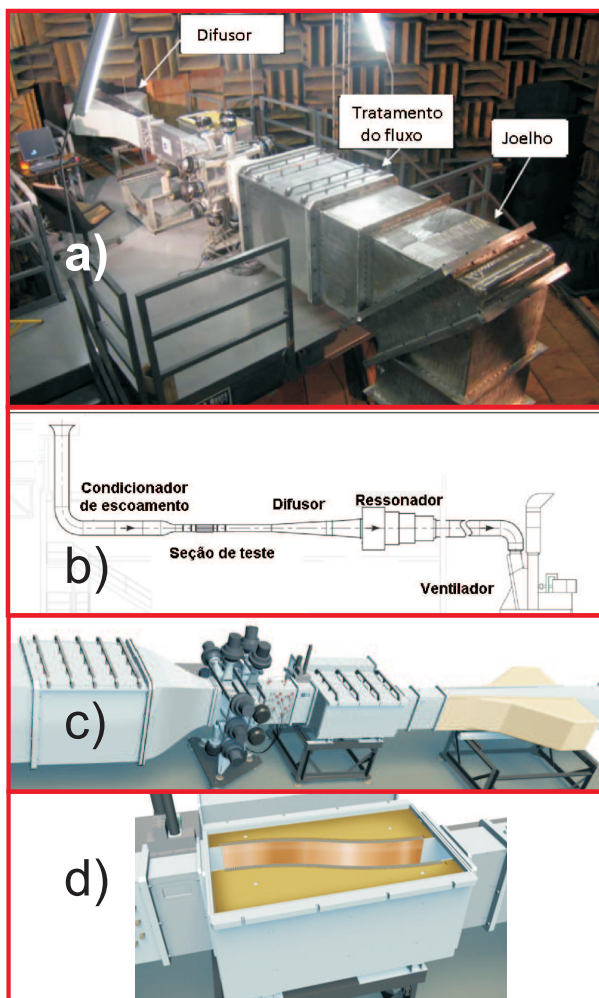 Difusor
Tratamento
do fluxo
Joelho
a)
Condicionador
de escoamento
Difusor
Ressonador
Seção de teste
Ventilador
b)
c)
d)